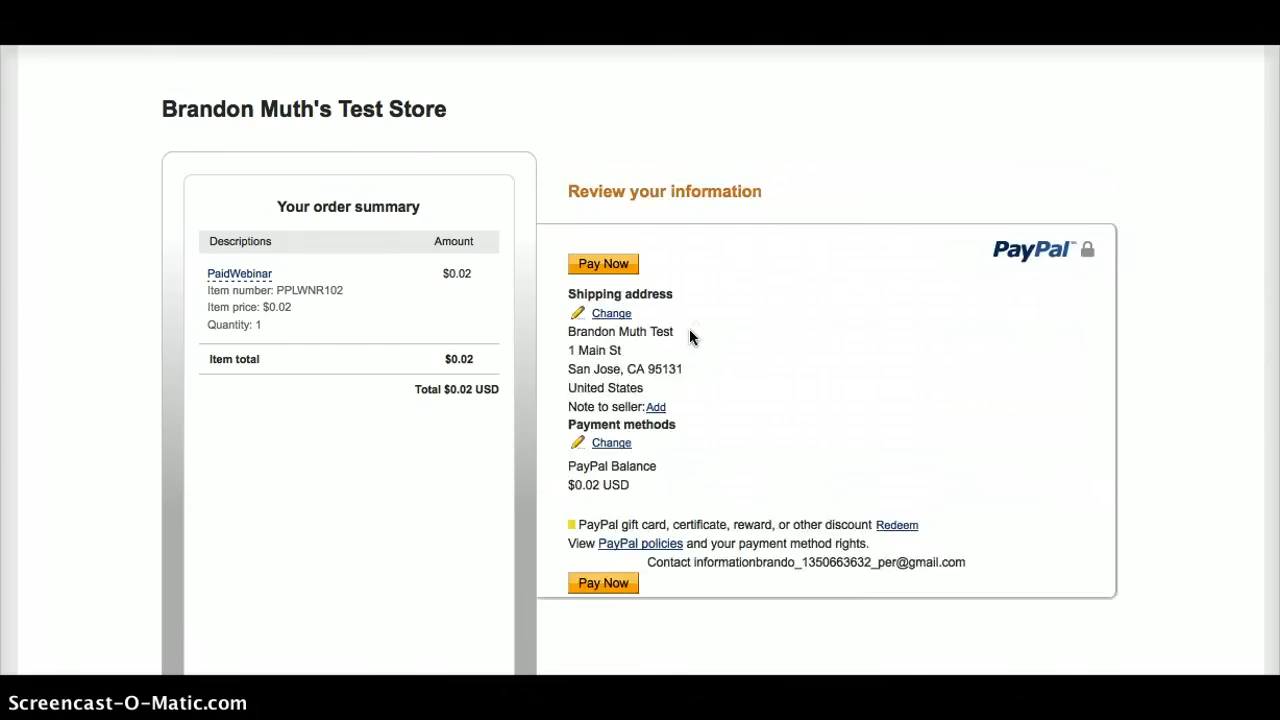 Brandon Muth's Test Store
Your order summary
Descriptions Amount
PaidWebinar $0.02
Item number: PPLWNR102
Item price: $0.02
Quantity: 1
Item total $0.02
Total $0.02 USD
Review your information
PayPal™
Pay Now
Shipping address
Change
Brandon Muth Test
1 Main St
San Jose, CA 95131
United States
Note to seller:Add
Payment methods
Change
PayPal Balance
$0.02 USD
PayPal gift card, certificate, reward, or other discount Redeem
View PayPal policies and your payment method rights.
Contact informationbrando_1350663632_per@gmail.com
Pay Now
Screencast-O-Matic.com